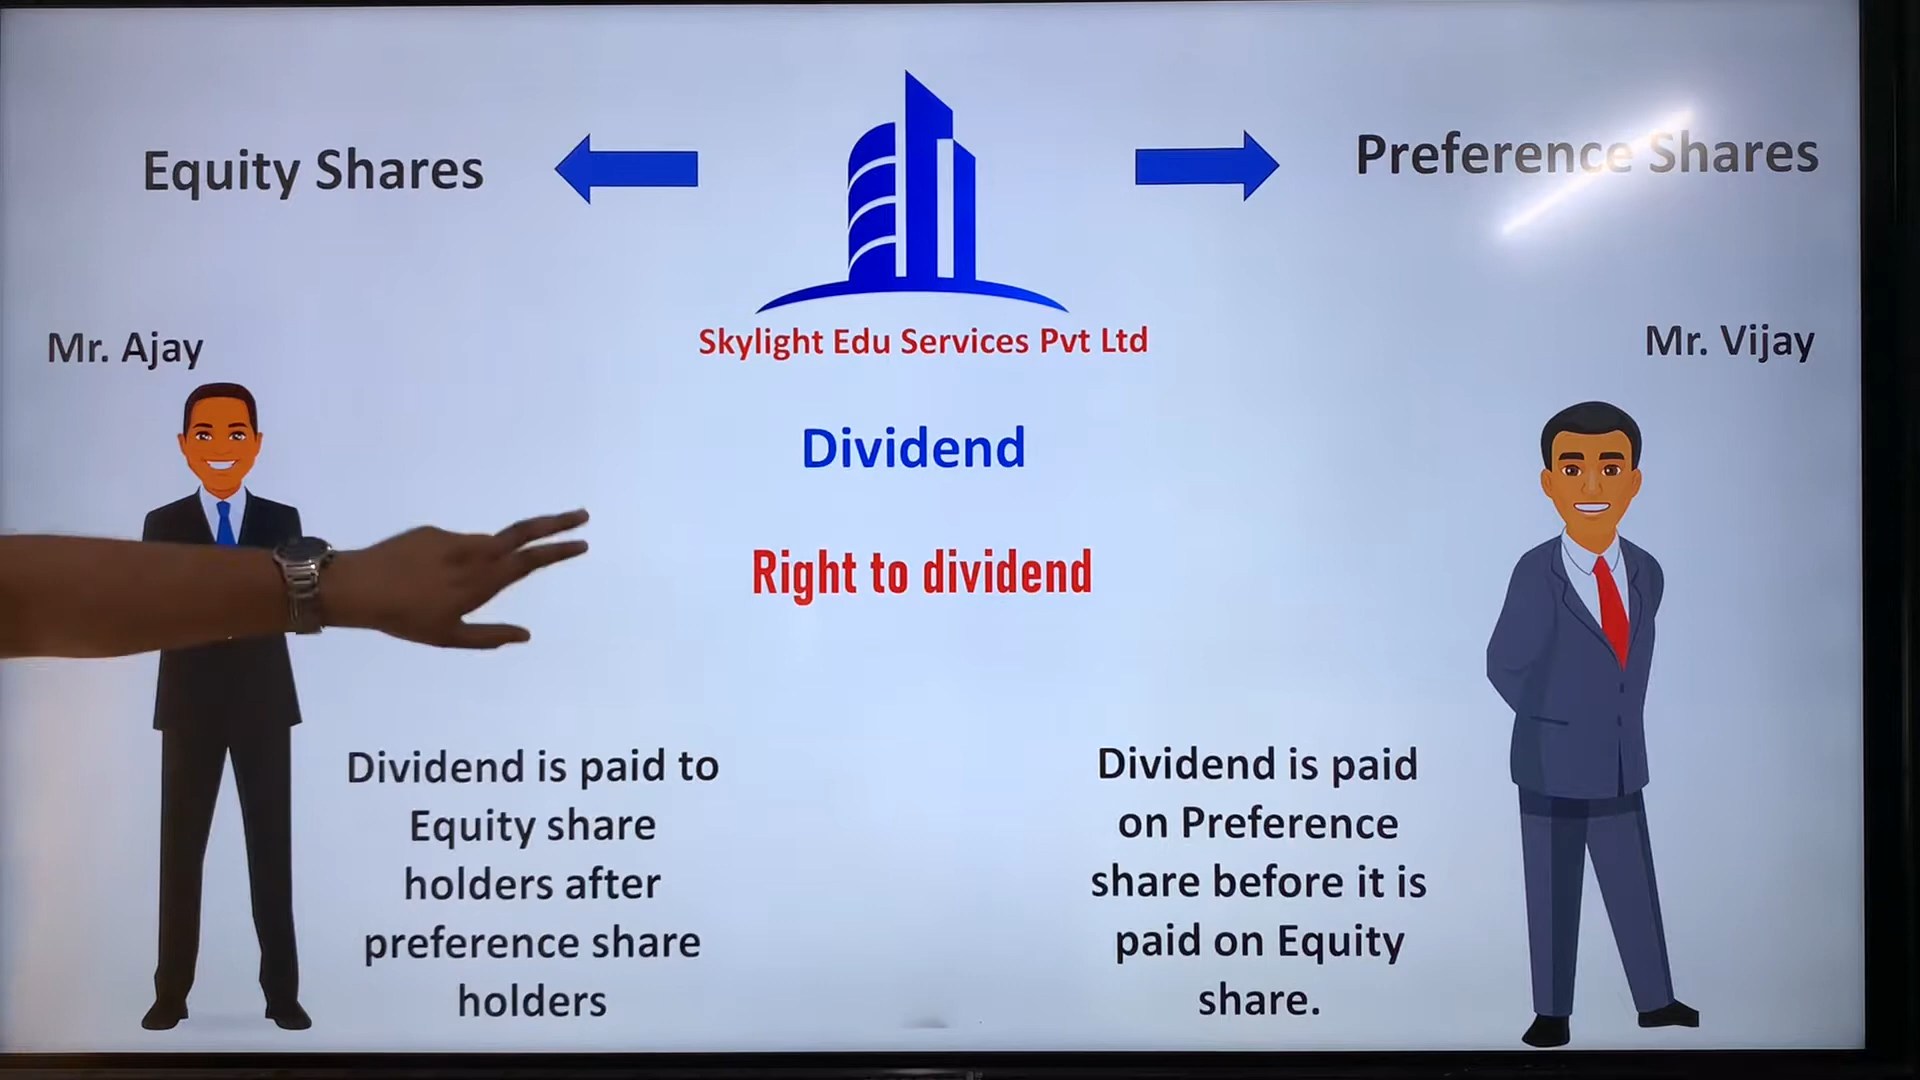 Equity Shares
Preference Shares
Mr. Ajay
Skylight Edu Services Pvt Ltd
Mr. Vijay
Dividend
Right to dividend
Dividend is paid to
Equity share
holders after
preference share
holders
Dividend is paid
on Preference
share before it is
paid on Equity
share.